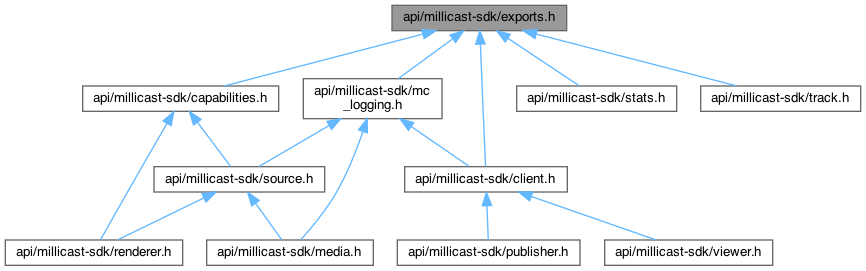 api/millicast-sdk/exports.h
api/millicast-sdk/capabilities.h
api/millicast-sdk/mc
_logging.h
api/millicast-sdk/stats.h
api/millicast-sdk/track.h
api/millicast-sdk/source.h
api/millicast-sdk/client.h
api/millicast-sdk/renderer.h
api/millicast-sdk/media.h
api/millicast-sdk/publisher.h
api/millicast-sdk/viewer.h